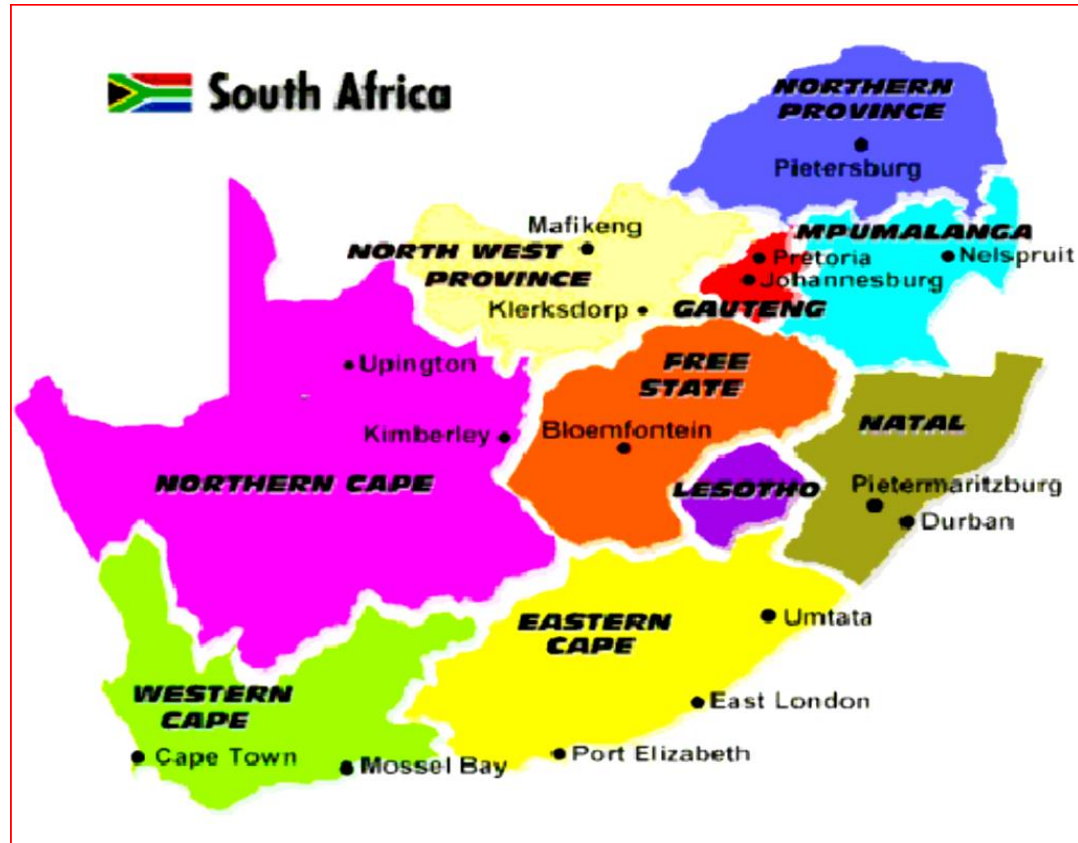 South Africa
NORTHERN
PROVINCE
Pietersburg
Mafikeng
NORTH WEST
PROVINCE
MPUMALANGA
Pretoria
Nelspruit
Johannesburg
Klerksdorp
GAUTENG
Upington
FREE
STATE
Kimberley
Bloemfontein
NATAL
NORTHERN CAPE
LESOTHO
Pietermaritzburg
Durban
EASTERN
CAPE
Umtata
WESTERN
CAPE
East London
Cape Town
Mossel Bay
Port Elizabeth